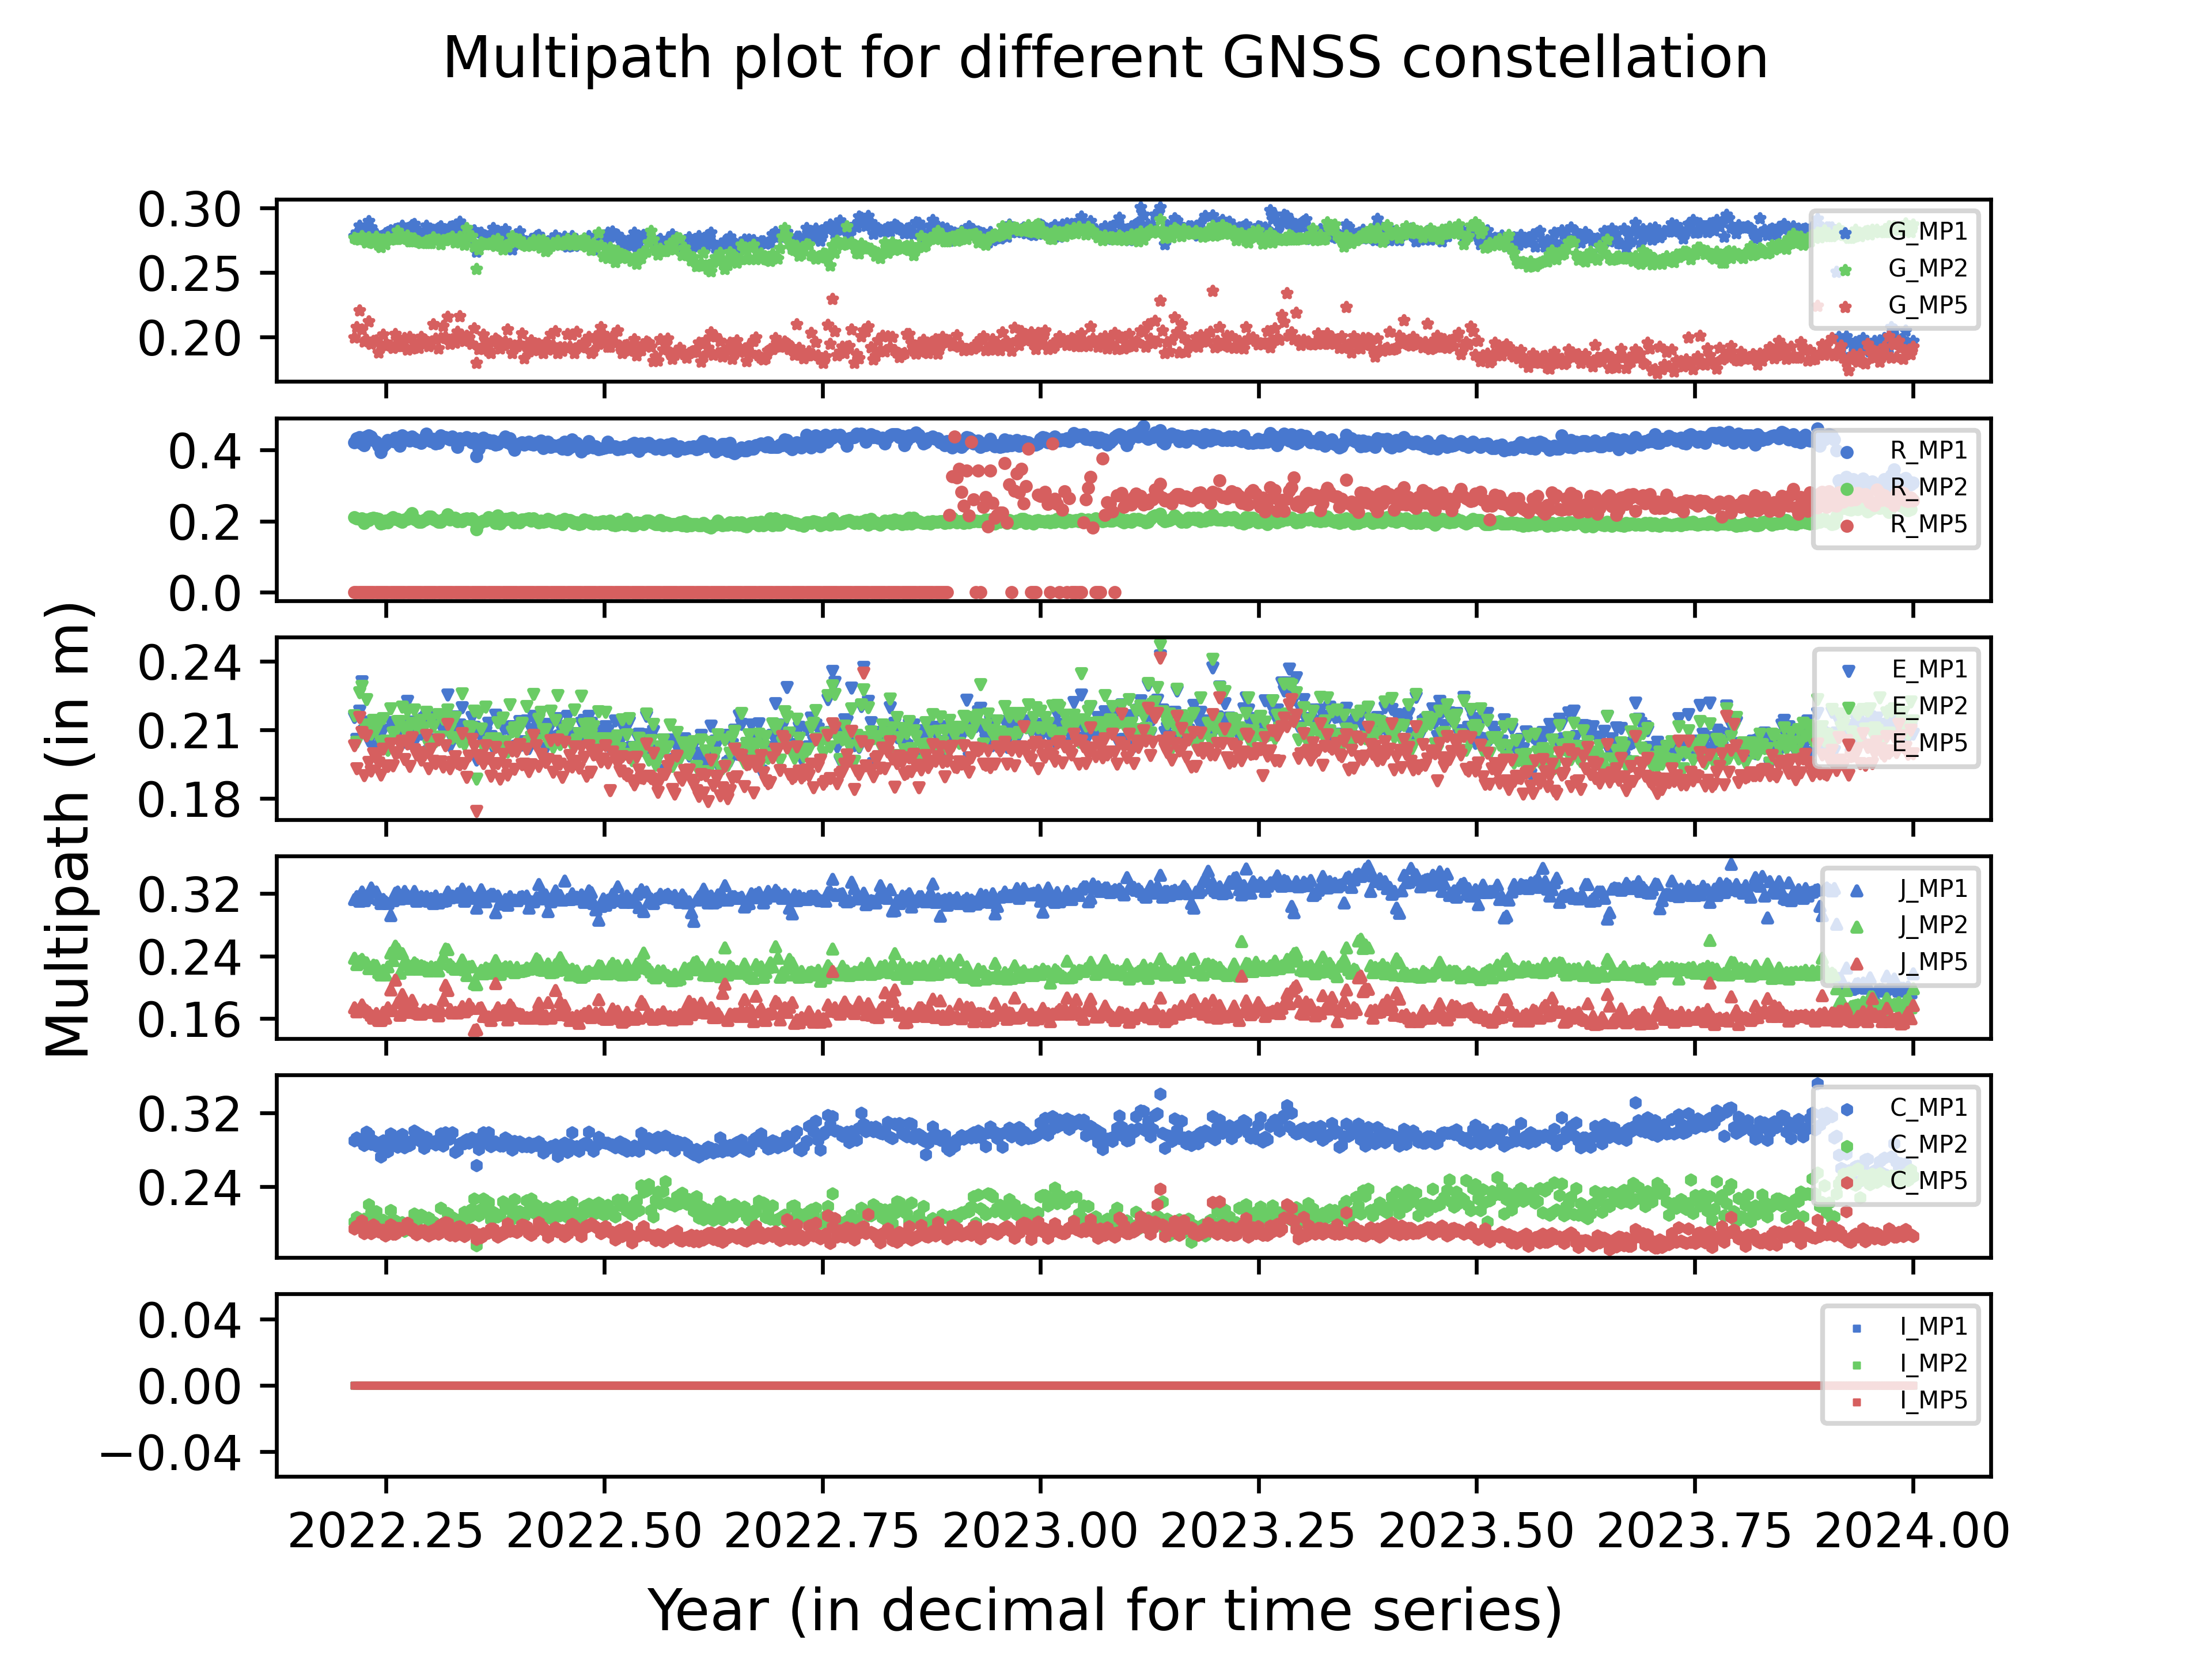 Multipath plot for different GNSS constellation
0.30
0.25
0.20
G_MP1
G_MP2
G_MP5
0.4
0.2
0.0
R_MP1
R_MP2
R_MP5
0.24
0.21
0.18
E_MP1
E_MP2
E_MP5
Multipath (in m)
0.32
0.24
0.16
J_MP1
J_MP2
J_MP5
0.32
0.24
C_MP1
C_MP2
C_MP5
0.04
0.00
−0.04
I_MP1
I_MP2
I_MP5
2022.25 2022.50 2022.75 2023.00 2023.25 2023.50 2023.75 2024.00
Year (in decimal for time series)